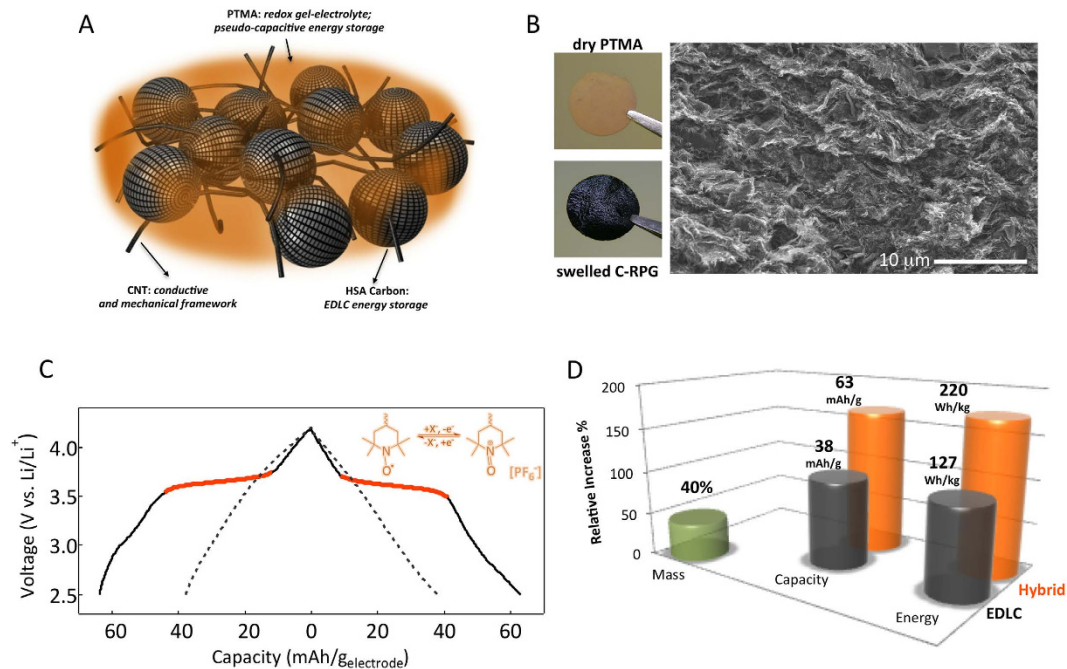 A
PTMA: redox gel-electrolyte;
pseudo-capacitive energy storage
CNT: conductive
and mechanical framework
HSA Carbon:
EDLC energy storage
B
dry PTMA
swelled C-RPG
10 µm
C
Voltage (V vs. Li/Li⁺)
4.0
3.5
3.0
2.5
60 40 20 0 20 40 60
Capacity (mAh/gelectrode)
+X⁻, -e⁻
-X⁻, +e⁻
N
O•
N
⊕
O
[PF₆⁻]
D
Relative Increase %
200
150
100
50
0
40%
38
mAh/g
63
mAh/g
127
Wh/kg
220
Wh/kg
Mass
Capacity
Energy
EDLC
Hybrid